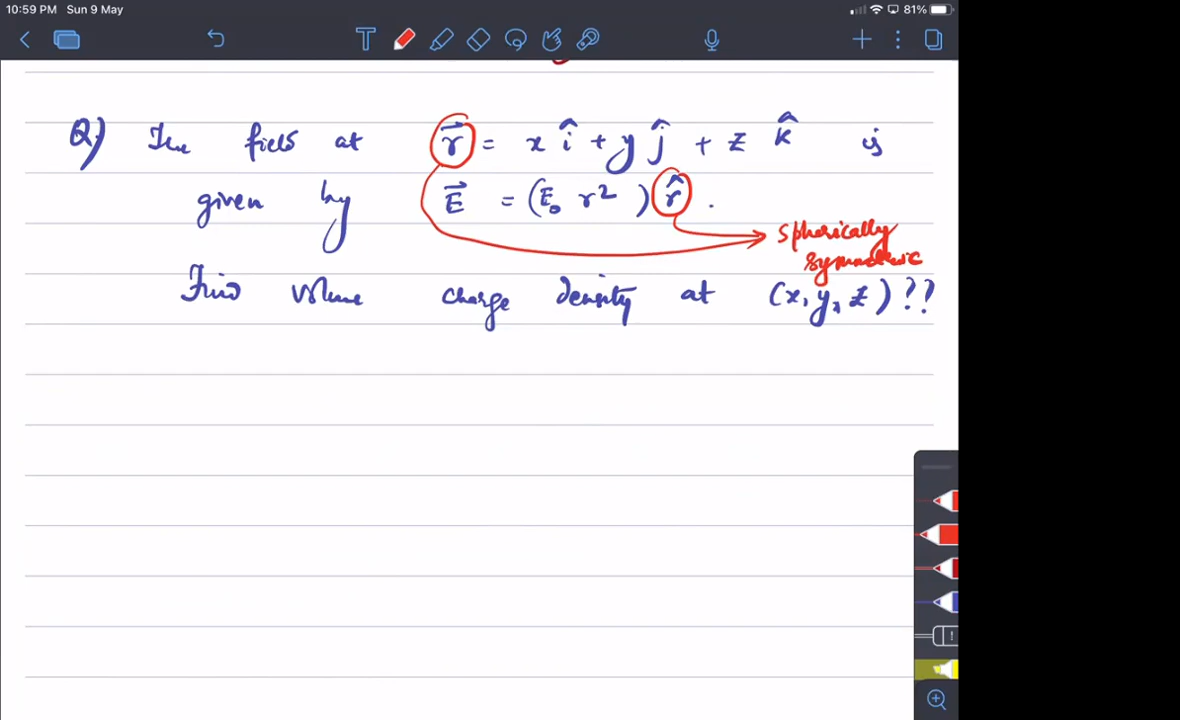 10:59 PM Sun 9 May 81%
Q) The field at r⃗ = x î + y ĵ + z k̂ is
given by E⃗ = (E₀ r²) r̂ .
spherically
symmetric
Find volume charge density at (x, y, z) ??